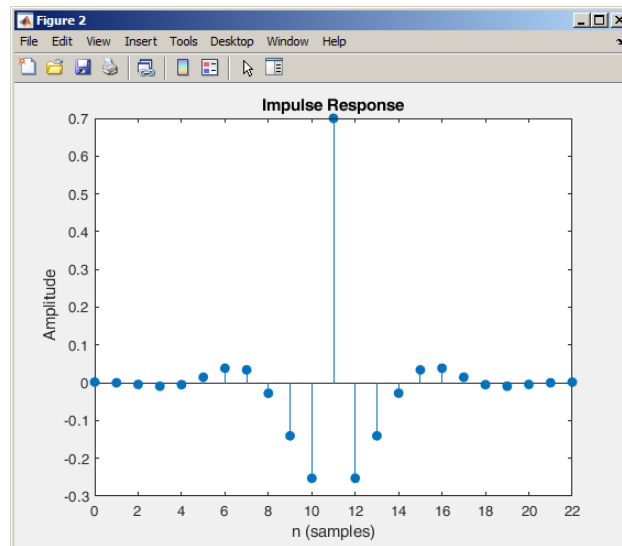 Figure 2
File Edit View Insert Tools Desktop Window Help
Impulse Response
0.7
0.6
0.5
0.4
0.3
0.2
0.1
0
-0.1
-0.2
-0.3
Amplitude
0 2 4 6 8 10 12 14 16 18 20 22
n (samples)